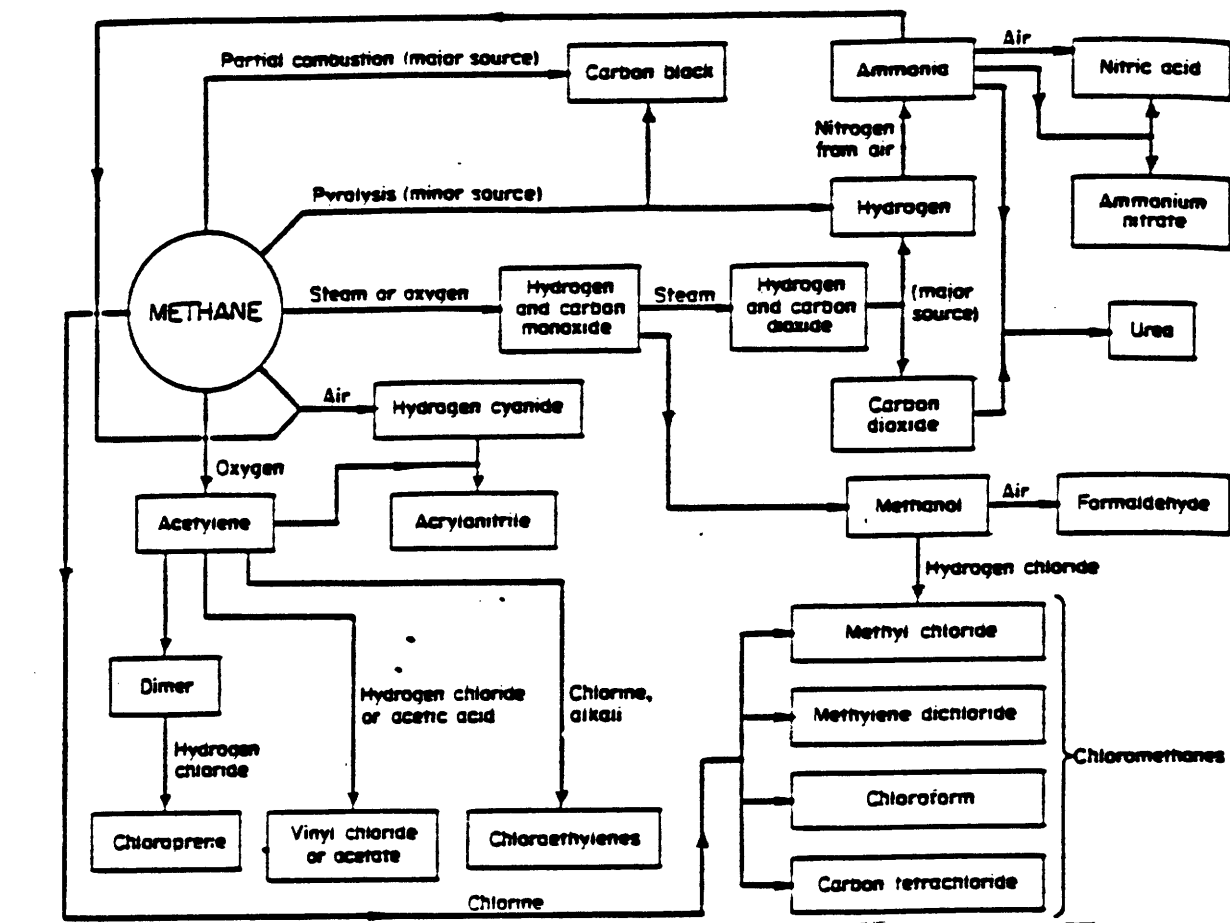 Air
Partial combustion (major source)
Carbon black
Ammonia
Nitric acid
Nitrogen
from air
Pyrolysis (minor source)
Hydrogen
Ammonium
nitrate
METHANE
Steam or oxygen
Hydrogen
and carbon
monoxide
Steam
Hydrogen
and carbon
dioxide
(major
source)
Urea
Air
Hydrogen cyanide
Carbon
dioxide
Oxygen
Acetylene
Acrylonitrile
Methanol
Air
Formaldehyde
Hydrogen chloride
Methyl chloride
Dimer
Hydrogen chloride
or acetic acid
Chlorine,
alkali
Methylene dichloride
Hydrogen
chloride
Chloromethanes
Chloroform
Chloroprene
Vinyl chloride
or acetate
Chloroethylenes
Carbon tetrachloride
Chlorine